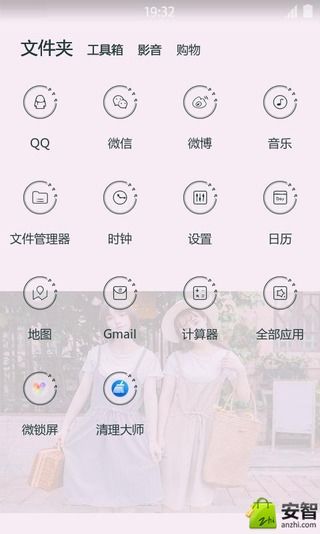 19:32
文件夹 工具箱 影音 购物
QQ 微信 微博 音乐
文件管理器 时钟 设置 日历
Day
地图 Gmail 计算器 全部应用
微锁屏 清理大师
zhi 安智
anzhi.com